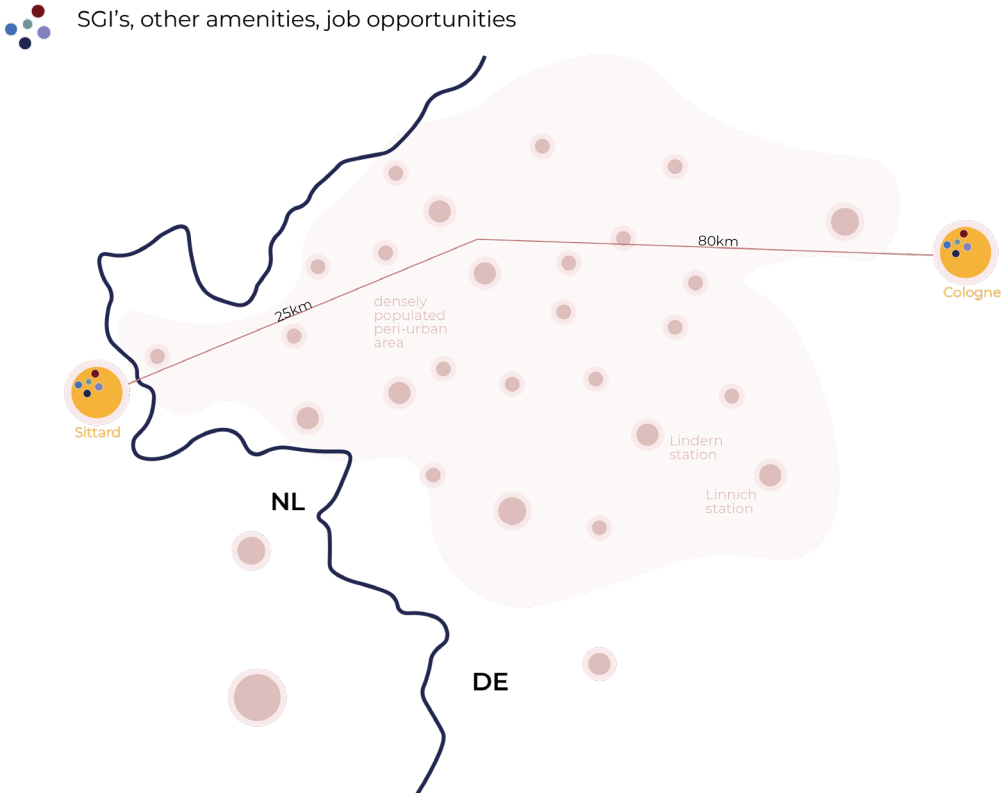 SGI’s, other amenities, job opportunities
80km
Cologne
25km
densely
populated
peri-urban
area
Sittard
Lindern
station
Linnich
station
NL
DE